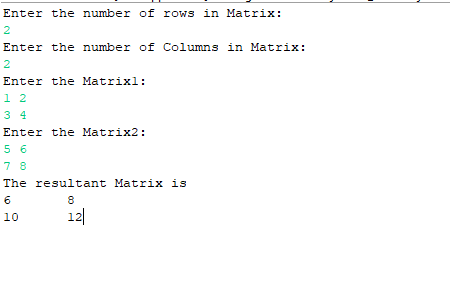 Enter the number of rows in Matrix:
2
Enter the number of Columns in Matrix:
2
Enter the Matrix1:
1 2
3 4
Enter the Matrix2:
5 6
7 8
The resultant Matrix is
6 8
10 12